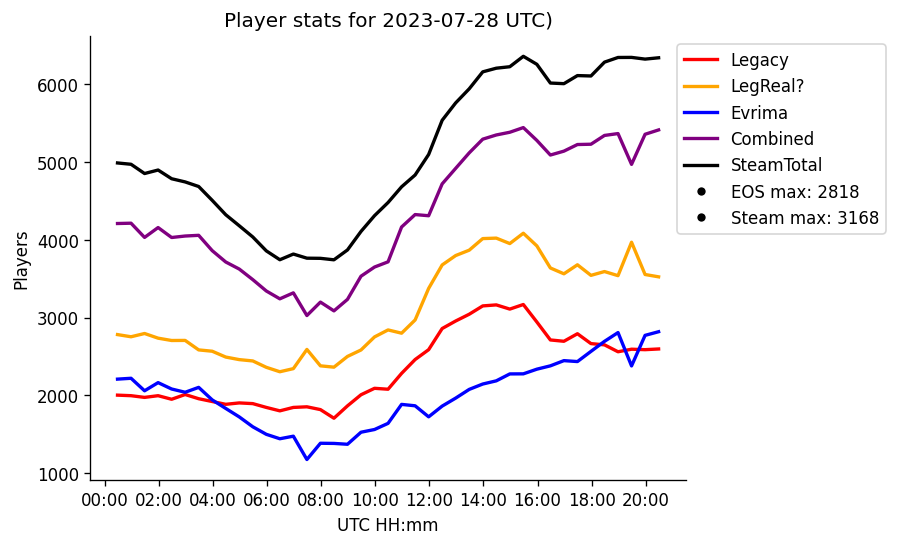 Player stats for 2023-07-28 UTC)
Players
6000
5000
4000
3000
2000
1000
00:00 02:00 04:00 06:00 08:00 10:00 12:00 14:00 16:00 18:00 20:00
UTC HH:mm
Legacy
LegReal?
Evrima
Combined
SteamTotal
EOS max: 2818
Steam max: 3168